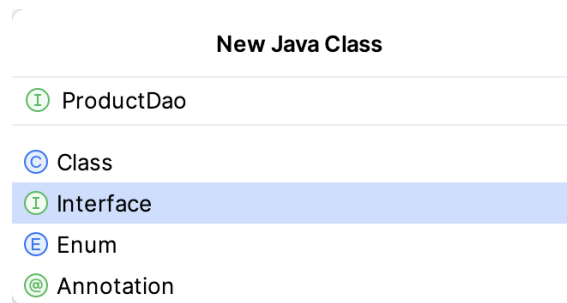 New Java Class
I ProductDao
C Class
I Interface
E Enum
@ Annotation